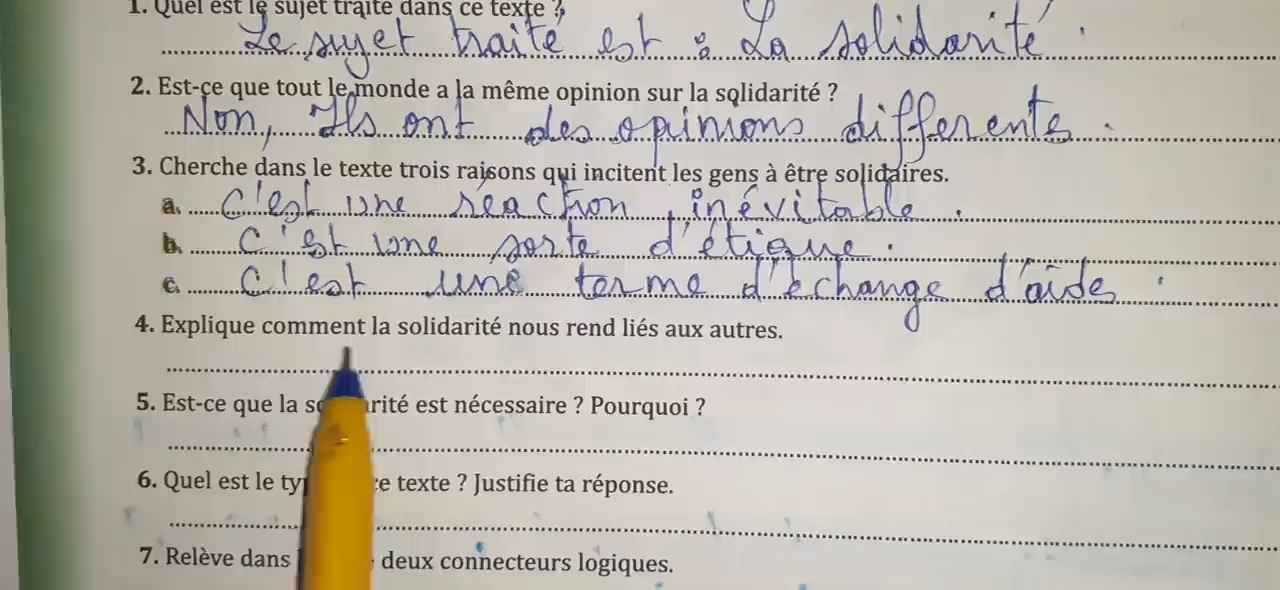 1. Quel est le sujet traité dans ce texte ?
Le sujet traité est : La solidarité.
2. Est-ce que tout le monde a la même opinion sur la solidarité ?
Non, Ils ont des opinions différents.
3. Cherche dans le texte trois raisons qui incitent les gens à être solidaires.
a. C'est une reaction inévitable.
b. C'est une sorte d'étique.
c. C'est une terme d'échange d'aide.
4. Explique comment la solidarité nous rend liés aux autres.
5. Est-ce que la so arité est nécessaire ? Pourquoi ?
6. Quel est le ty e texte ? Justifie ta réponse.
7. Relève dans deux connecteurs logiques.